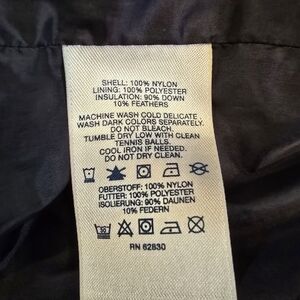 SHELL: 100% NYLON
LINING: 100% POLYESTER
INSULATION: 90% DOWN
10% FEATHERS
MACHINE WASH COLD DELICATE.
WASH DARK COLORS SEPARATELY.
DO NOT BLEACH.
TUMBLE DRY LOW WITH CLEAN
TENNIS BALLS.
COOL IRON IF NEEDED.
DO NOT DRY CLEAN.
OBERSTOFF: 100% NYLON
FUTTER: 100% POLYESTER
ISOLIERUNG: 90% DAUNEN
10% FEDERN
RN 62830